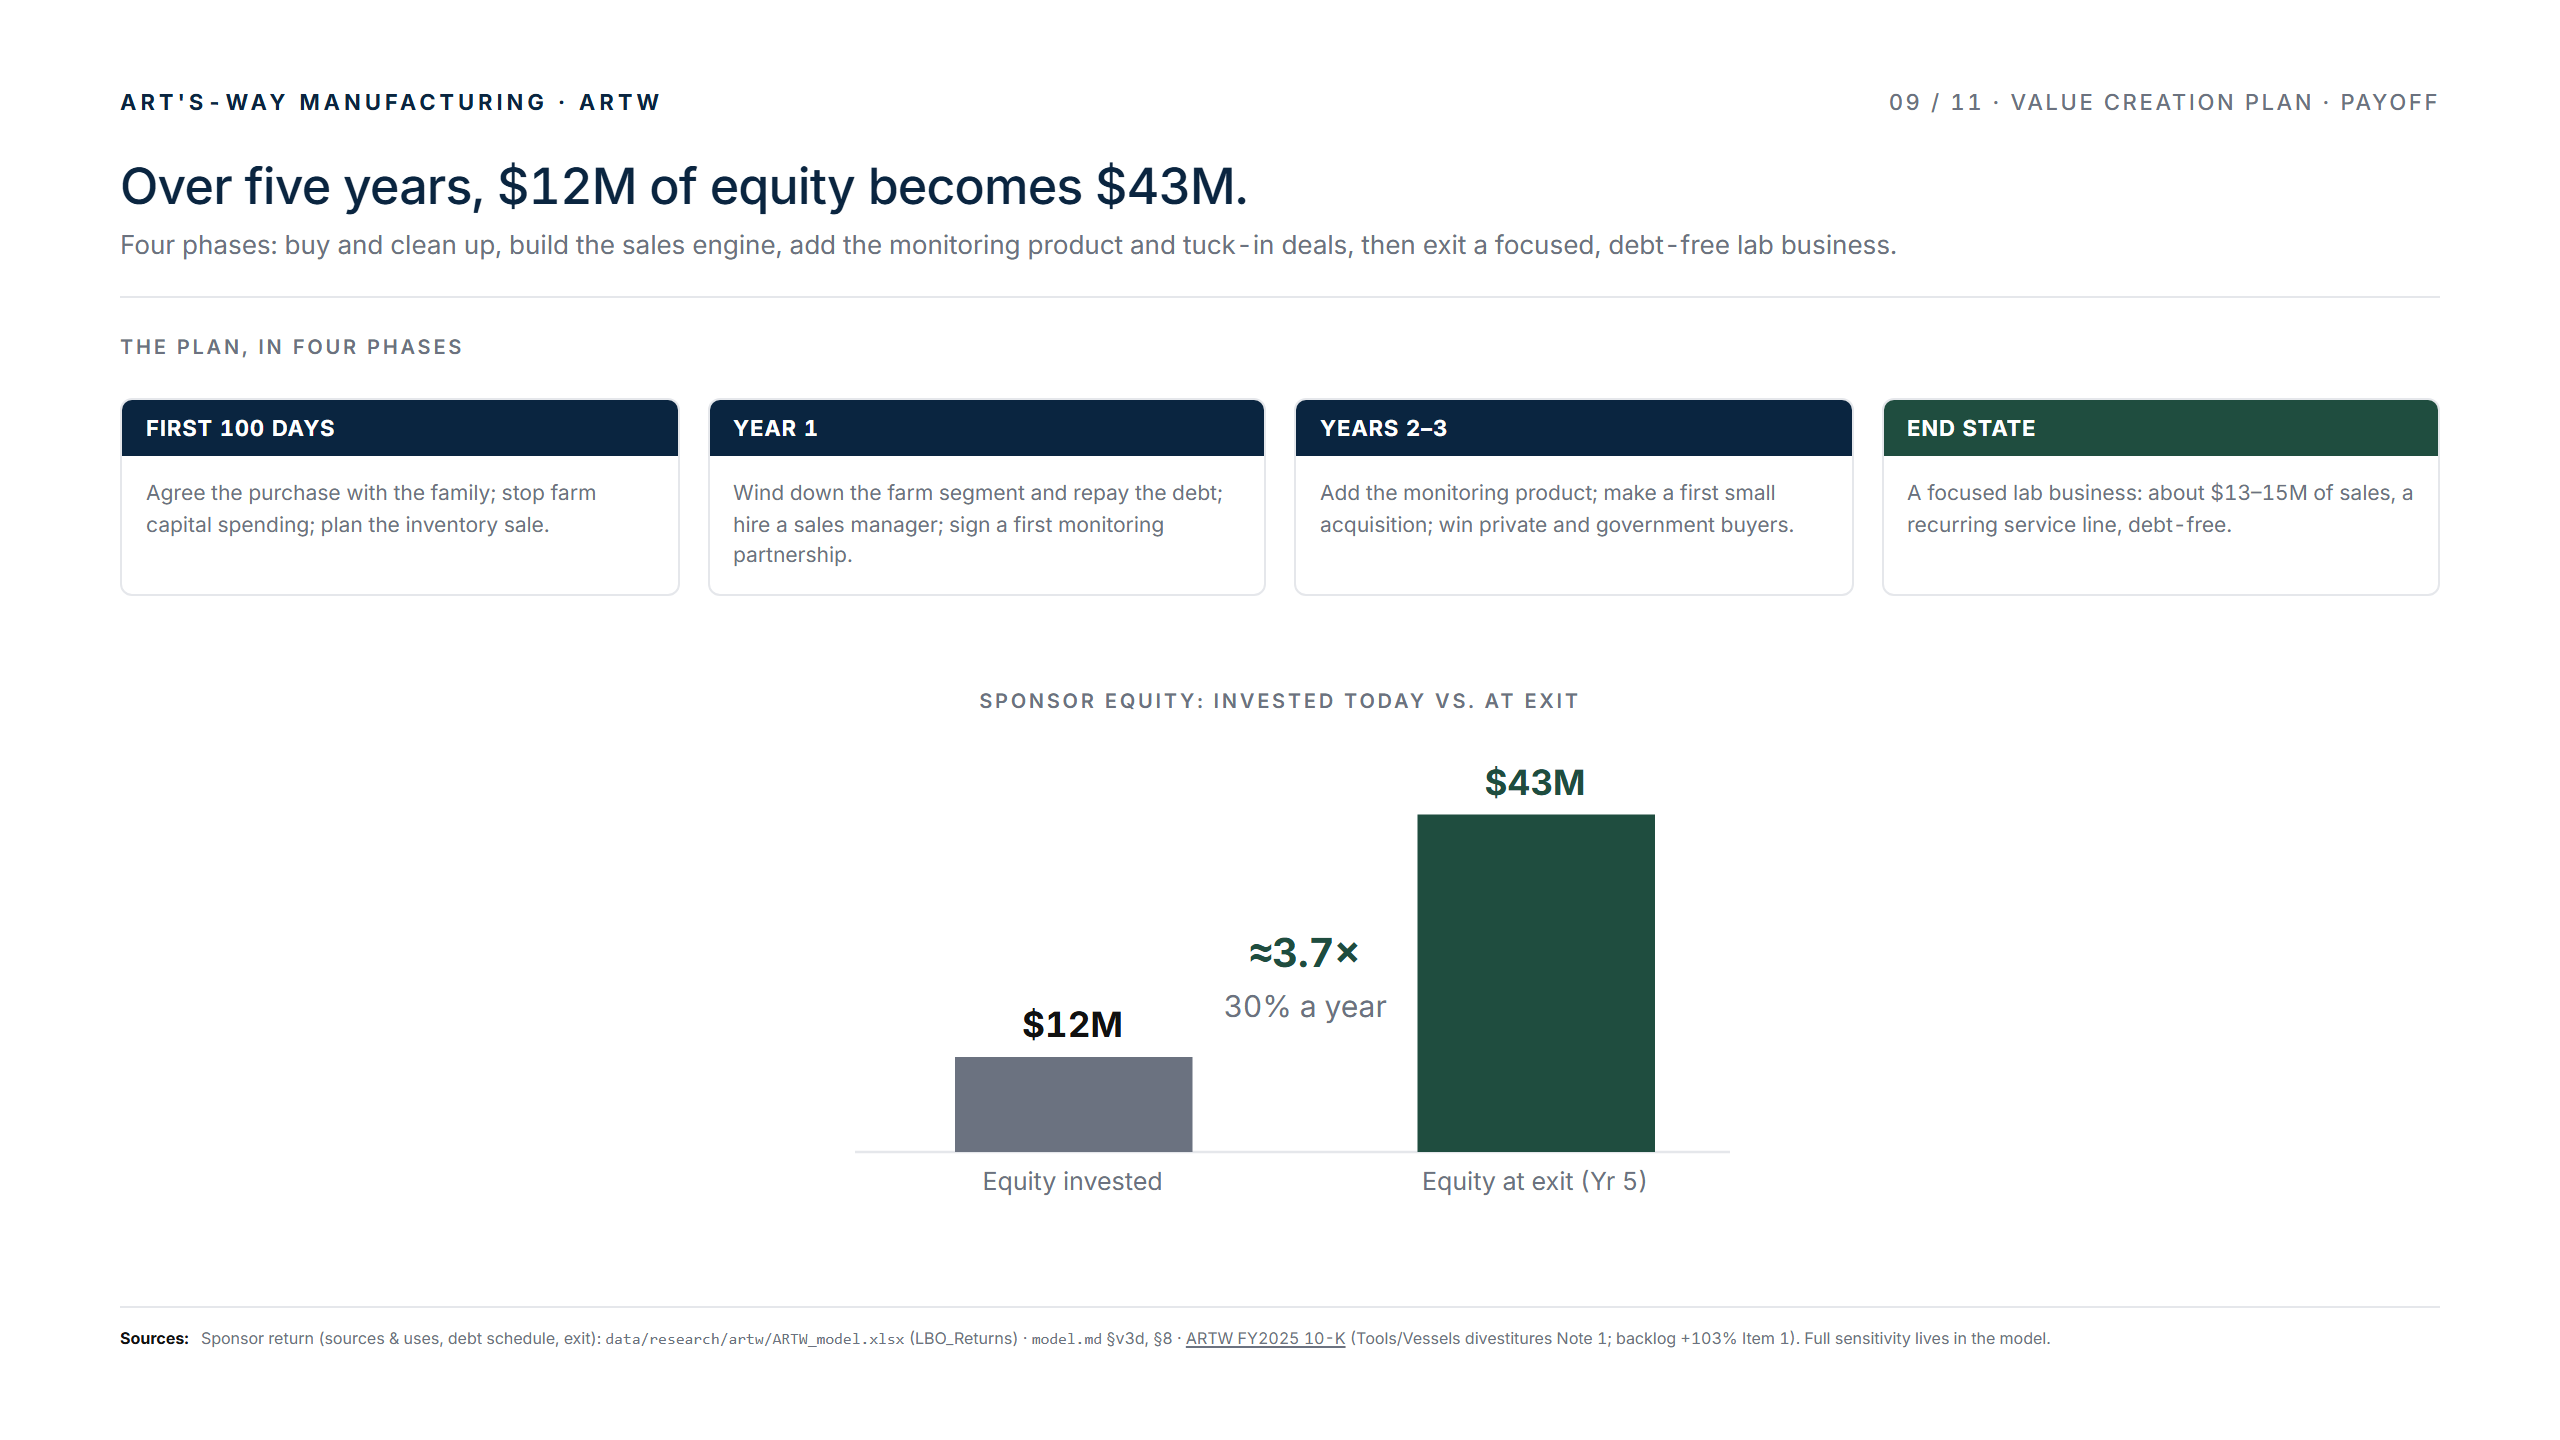 ART'S-WAY MANUFACTURING · ARTW
09 / 11 · VALUE CREATION PLAN · PAYOFF
Over five years, $12M of equity becomes $43M.
Four phases: buy and clean up, build the sales engine, add the monitoring product and tuck-in deals, then exit a focused, debt-free lab business.
THE PLAN, IN FOUR PHASES
FIRST 100 DAYS
Agree the purchase with the family; stop farm
capital spending; plan the inventory sale.
YEAR 1
Wind down the farm segment and repay the debt;
hire a sales manager; sign a first monitoring
partnership.
YEARS 2–3
Add the monitoring product; make a first small
acquisition; win private and government buyers.
END STATE
A focused lab business: about $13–15M of sales, a
recurring service line, debt-free.
SPONSOR EQUITY: INVESTED TODAY VS. AT EXIT
$12M
≈3.7×
30% a year
$43M
Equity invested
Equity at exit (Yr 5)
Sources: Sponsor return (sources & uses, debt schedule, exit): data/research/artw/ARTW_model.xlsx (LBO_Returns) · model.md §v3d, §8 · ARTW FY2025 10-K (Tools/Vessels divestitures Note 1; backlog +103% Item 1). Full sensitivity lives in the model.